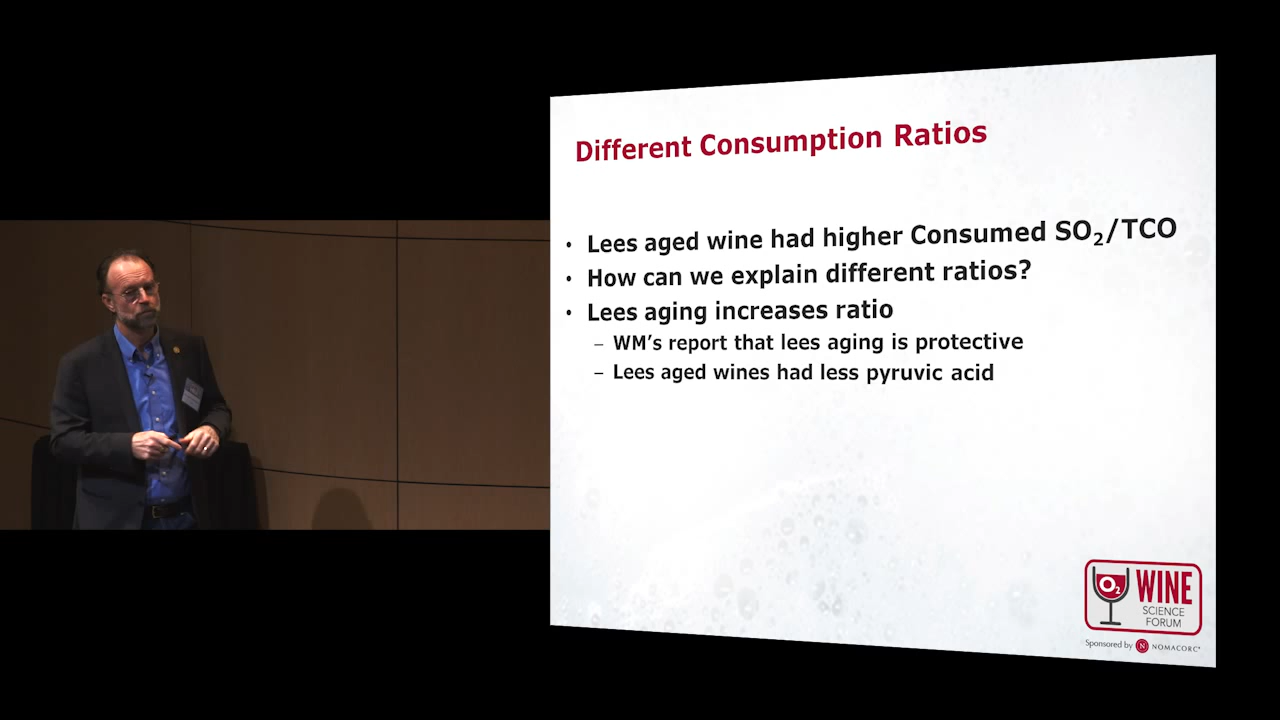 Different Consumption Ratios
• Lees aged wine had higher Consumed SO₂/TCO
• How can we explain different ratios?
• Lees aging increases ratio
– WM’s report that lees aging is protective
– Lees aged wines had less pyruvic acid
O₂ WINE
SCIENCE
FORUM
Sponsored by N NOMACORC